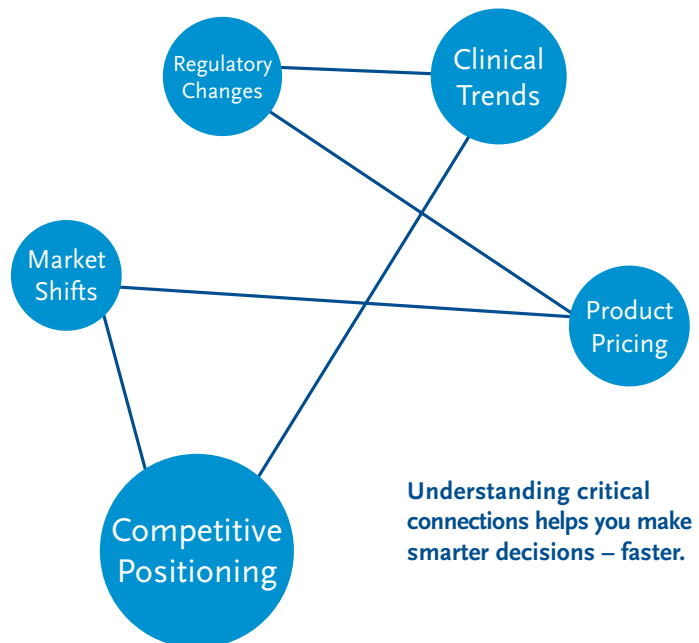 Regulatory
Changes
Clinical
Trends
Market
Shifts
Product
Pricing
Competitive
Positioning
Understanding critical
connections helps you make
smarter decisions – faster.